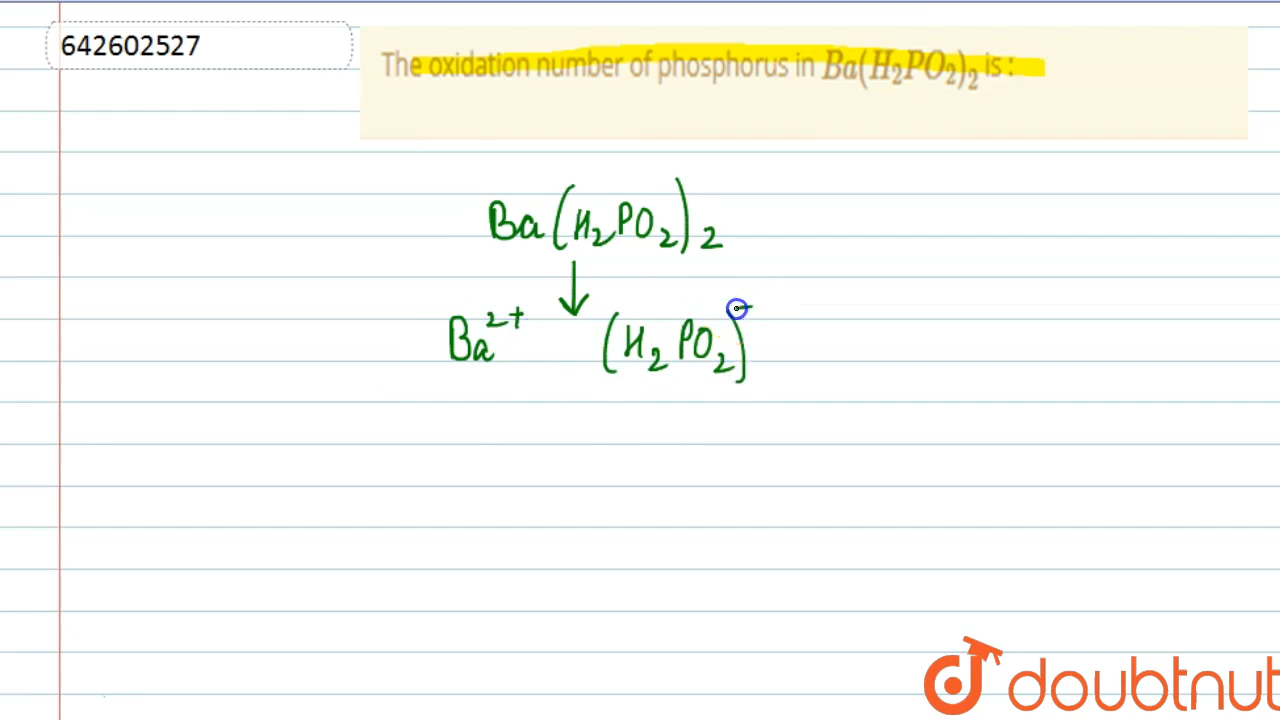 642602527
The oxidation number of phosphorus in Ba(H₂PO₂)₂ is :
Ba(H₂PO₂)₂
↓
Ba²⁺ (H₂PO₂)⁻
doubtnut